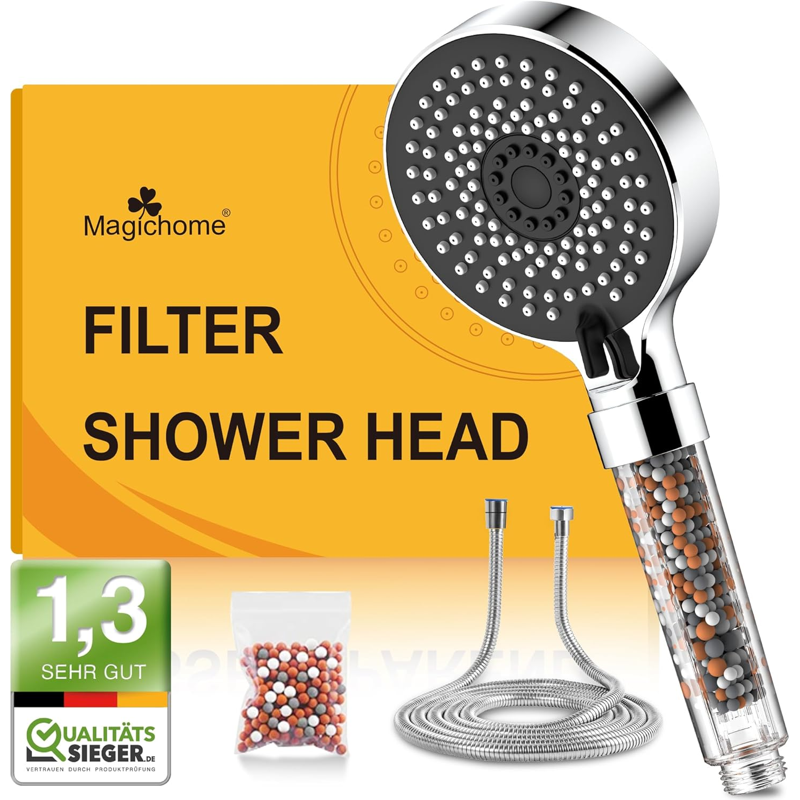 Magichome®
FILTER
SHOWER HEAD
1,3
SEHR GUT
QUALITÄTS
SIEGER.DE
VERTRAUEN DURCH PRODUKTPRÜFUNG